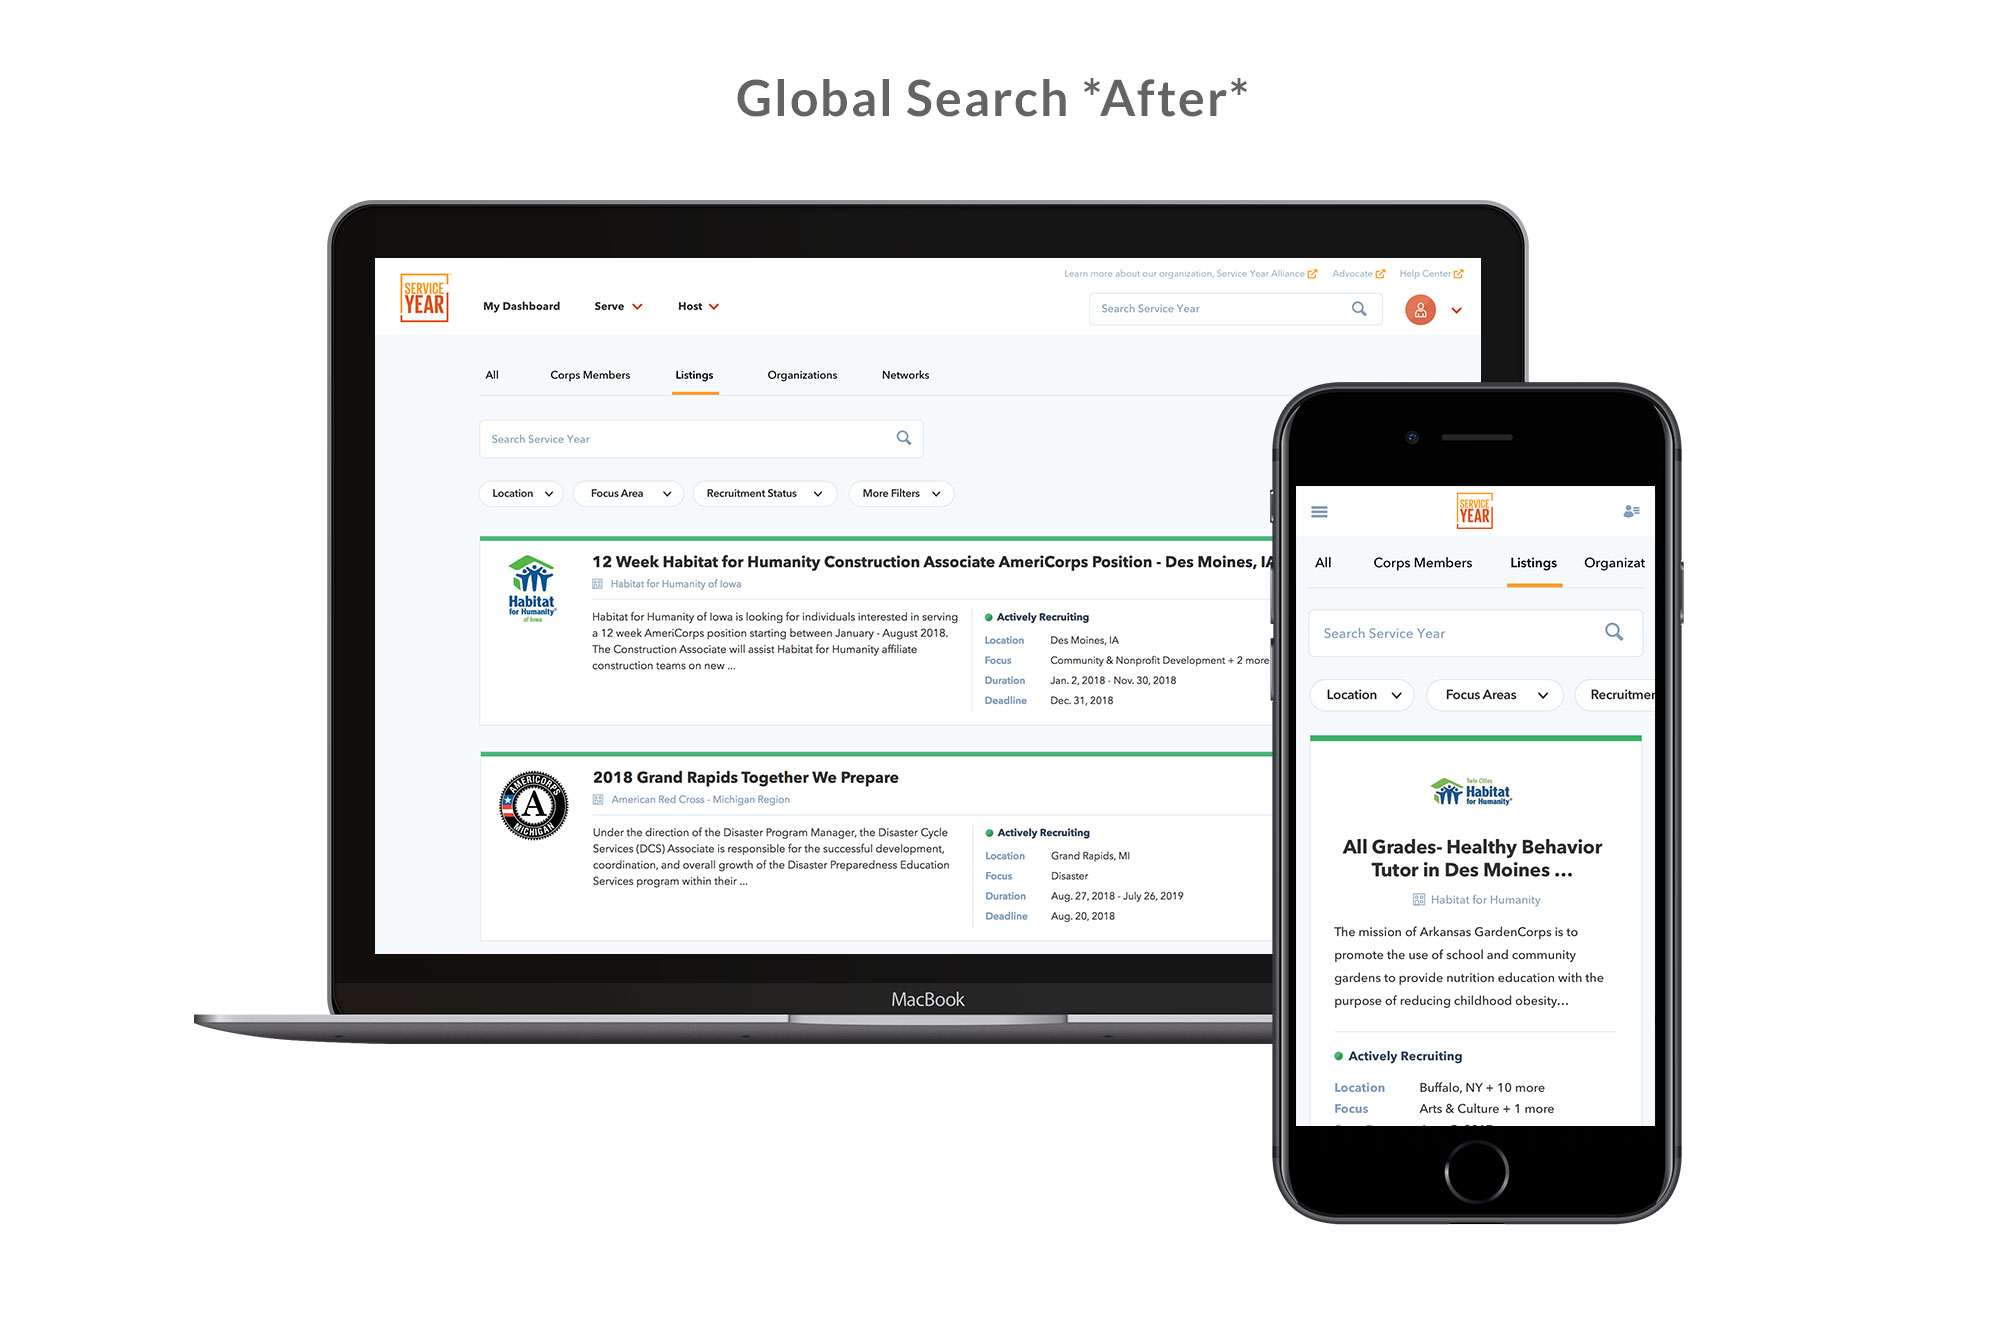 Global Search *After*
Learn more about our organization, Service Year Alliance
Advocate
Help Center
SERVICE
YEAR
My Dashboard
Serve
Host
Search Service Year
All
Corps Members
Listings
Organizations
Networks
Search Service Year
Location
Focus Area
Recruitment Status
More Filters
Habitat
for Humanity®
of Iowa
12 Week Habitat for Humanity Construction Associate AmeriCorps Position - Des Moines, IA
Habitat for Humanity of Iowa
Habitat for Humanity of Iowa is looking for individuals interested in serving
a 12 week AmeriCorps position starting between January - August 2018.
The Construction Associate will assist Habitat for Humanity affiliate
construction teams on new ...
Actively Recruiting
Location Des Moines, IA
Focus Community & Nonprofit Development + 2 more
Duration Jan. 2, 2018 - Nov. 30, 2018
Deadline Dec. 31, 2018
AMERICORPS
A
MICHIGAN
2018 Grand Rapids Together We Prepare
American Red Cross - Michigan Region
Under the direction of the Disaster Program Manager, the Disaster Cycle
Services (DCS) Associate is responsible for the successful development,
coordination, and overall growth of the Disaster Preparedness Education
Services program within their ...
Actively Recruiting
Location Grand Rapids, MI
Focus Disaster
Duration Aug. 27, 2018 - July 26, 2019
Deadline Aug. 20, 2018
MacBook
SERVICE
YEAR
All
Corps Members
Listings
Organizat
Search Service Year
Location
Focus Areas
Recruitmer
Twin Cities
Habitat
for Humanity®
All Grades- Healthy Behavior
Tutor in Des Moines ...
Habitat for Humanity
The mission of Arkansas GardenCorps is to
promote the use of school and community
gardens to provide nutrition education with the
purpose of reducing childhood obesity...
Actively Recruiting
Location Buffalo, NY + 10 more
Focus Arts & Culture + 1 more